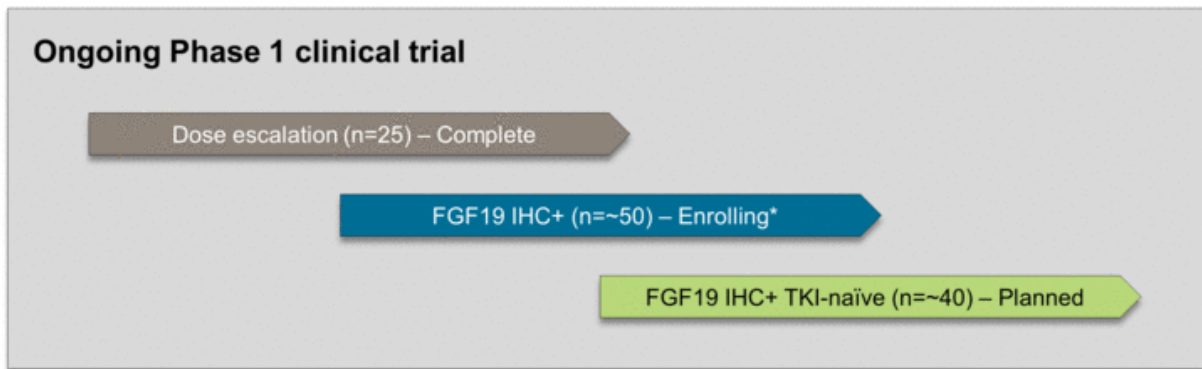 Ongoing Phase 1 clinical trial
Dose escalation (n=25) – Complete
FGF19 IHC+ (n=~50) – Enrolling*
FGF19 IHC+ TKI-naïve (n=~40) – Planned